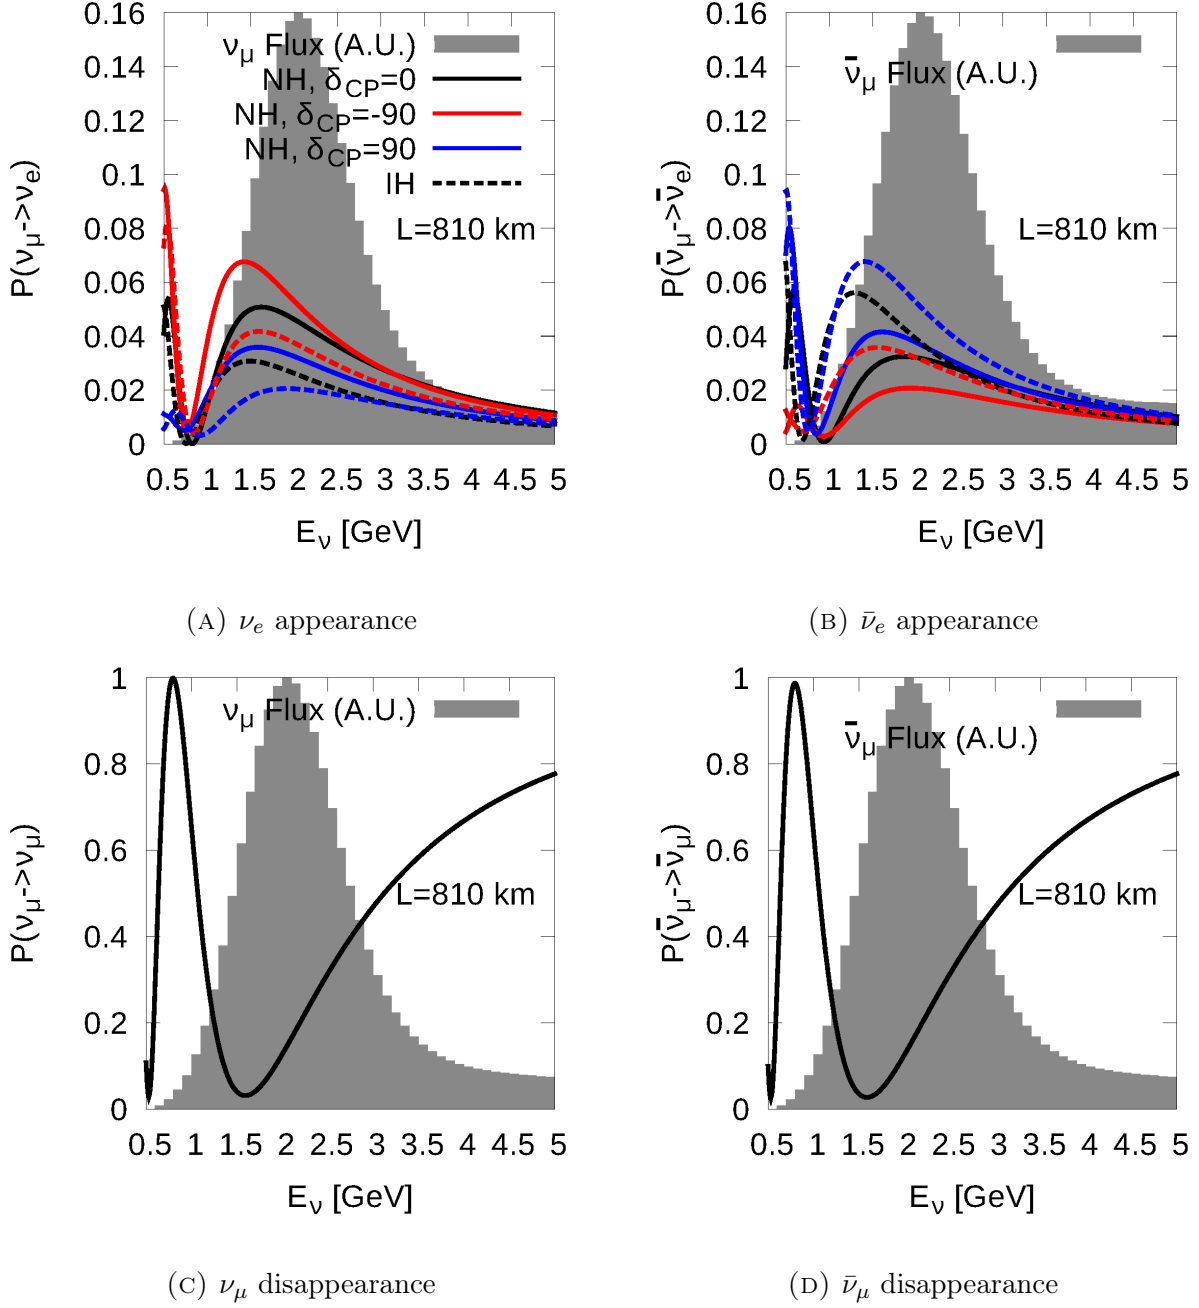 0.16
0.14
0.12
0.1
0.08
0.06
0.04
0.02
0
P(νμ->νe)
νμ Flux (A.U.)
NH, δCP=0
NH, δCP=-90
NH, δCP=90
IH
L=810 km
0.5 1 1.5 2 2.5 3 3.5 4 4.5 5
Eν [GeV]
(A) νe appearance
0.16
0.14
0.12
0.1
0.08
0.06
0.04
0.02
0
P(ν̄μ->ν̄e)
ν̄μ Flux (A.U.)
L=810 km
0.5 1 1.5 2 2.5 3 3.5 4 4.5 5
Eν [GeV]
(B) ν̄e appearance
1
0.8
0.6
0.4
0.2
0
P(νμ->νμ)
νμ Flux (A.U.)
L=810 km
0.5 1 1.5 2 2.5 3 3.5 4 4.5 5
Eν [GeV]
(C) νμ disappearance
1
0.8
0.6
0.4
0.2
0
P(ν̄μ->ν̄μ)
ν̄μ Flux (A.U.)
L=810 km
0.5 1 1.5 2 2.5 3 3.5 4 4.5 5
Eν [GeV]
(D) ν̄μ disappearance